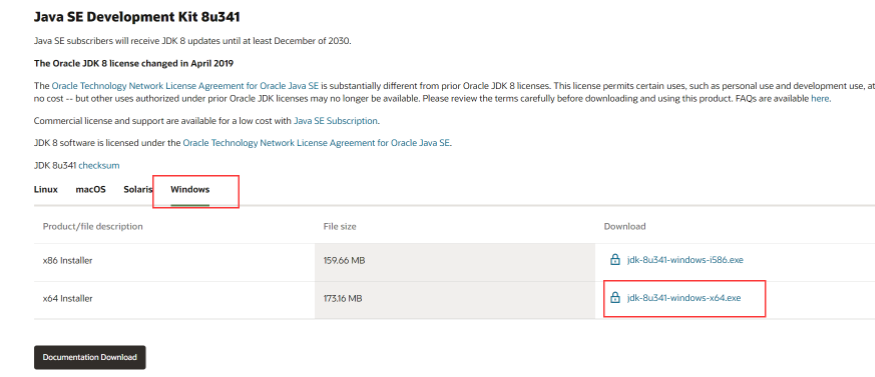 Java SE Development Kit 8u341
Java SE subscribers will receive JDK 8 updates until at least December of 2030.
The Oracle JDK 8 license changed in April 2019
The Oracle Technology Network License Agreement for Oracle Java SE is substantially different from prior Oracle JDK 8 licenses. This license permits certain uses, such as personal use and development use, at
no cost -- but other uses authorized under prior Oracle JDK licenses may no longer be available. Please review the terms carefully before downloading and using this product. FAQs are available here.
Commercial license and support are available for a low cost with Java SE Subscription.
JDK 8 software is licensed under the Oracle Technology Network License Agreement for Oracle Java SE.
JDK 8u341 checksum
Linux macOS Solaris Windows
Product/file description File size Download
x86 Installer 159.66 MB jdk-8u341-windows-i586.exe
x64 Installer 173.16 MB jdk-8u341-windows-x64.exe
Documentation Download